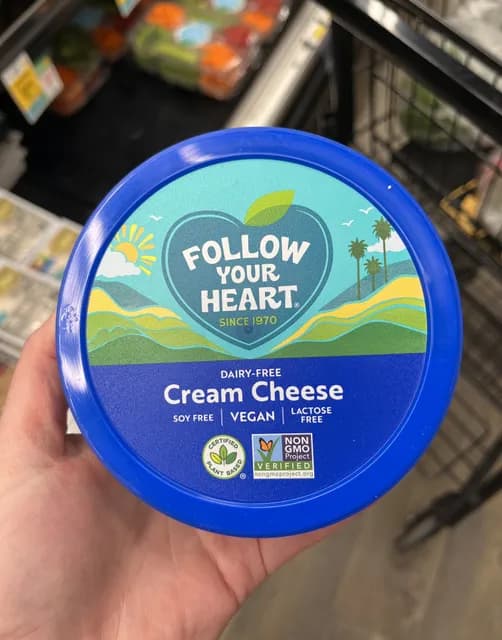 FOLLOW
YOUR
HEART®
SINCE 1970
DAIRY-FREE
Cream Cheese
SOY FREE | VEGAN | LACTOSE FREE
CERTIFIED PLANT BASED ®
NON
GMO
Project
VERIFIED
nongmoproject.org